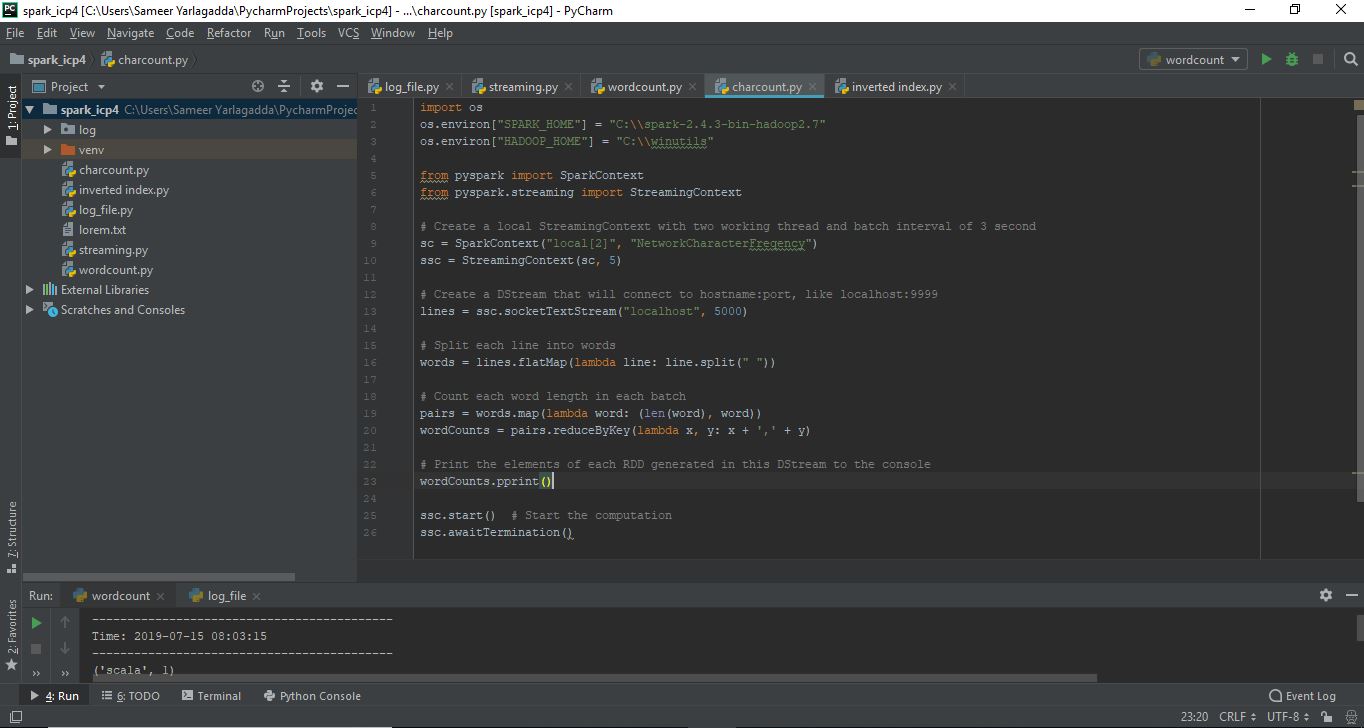 spark_icp4 [C:\Users\Sameer Yarlagadda\PycharmProjects\spark_icp4] - ...\charcount.py [spark_icp4] - PyCharm
File Edit View Navigate Code Refactor Run Tools VCS Window Help
spark_icp4 charcount.py wordcount
1: Project
7: Structure
2: Favorites
Project
spark_icp4 C:\Users\Sameer Yarlagadda\PycharmProjec
log
venv
charcount.py
inverted index.py
log_file.py
lorem.txt
streaming.py
wordcount.py
External Libraries
Scratches and Consoles
log_file.py streaming.py wordcount.py charcount.py inverted index.py
1 import os
2 os.environ["SPARK_HOME"] = "C:\\spark-2.4.3-bin-hadoop2.7"
3 os.environ["HADOOP_HOME"] = "C:\\winutils"
4
5 from pyspark import SparkContext
6 from pyspark.streaming import StreamingContext
7
8 # Create a local StreamingContext with two working thread and batch interval of 3 second
9 sc = SparkContext("local[2]", "NetworkCharacterFreqency")
10 ssc = StreamingContext(sc, 5)
11
12 # Create a DStream that will connect to hostname:port, like localhost:9999
13 lines = ssc.socketTextStream("localhost", 5000)
14
15 # Split each line into words
16 words = lines.flatMap(lambda line: line.split(" "))
17
18 # Count each word length in each batch
19 pairs = words.map(lambda word: (len(word), word))
20 wordCounts = pairs.reduceByKey(lambda x, y: x + ',' + y)
21
22 # Print the elements of each RDD generated in this DStream to the console
23 wordCounts.pprint()
24
25 ssc.start()  # Start the computation
26 ssc.awaitTermination()
Run: wordcount log_file
-------------------------------------------
Time: 2019-07-15 08:03:15
-------------------------------------------
('scala', 1)
4: Run 6: TODO Terminal Python Console Event Log
23:20 CRLF UTF-8